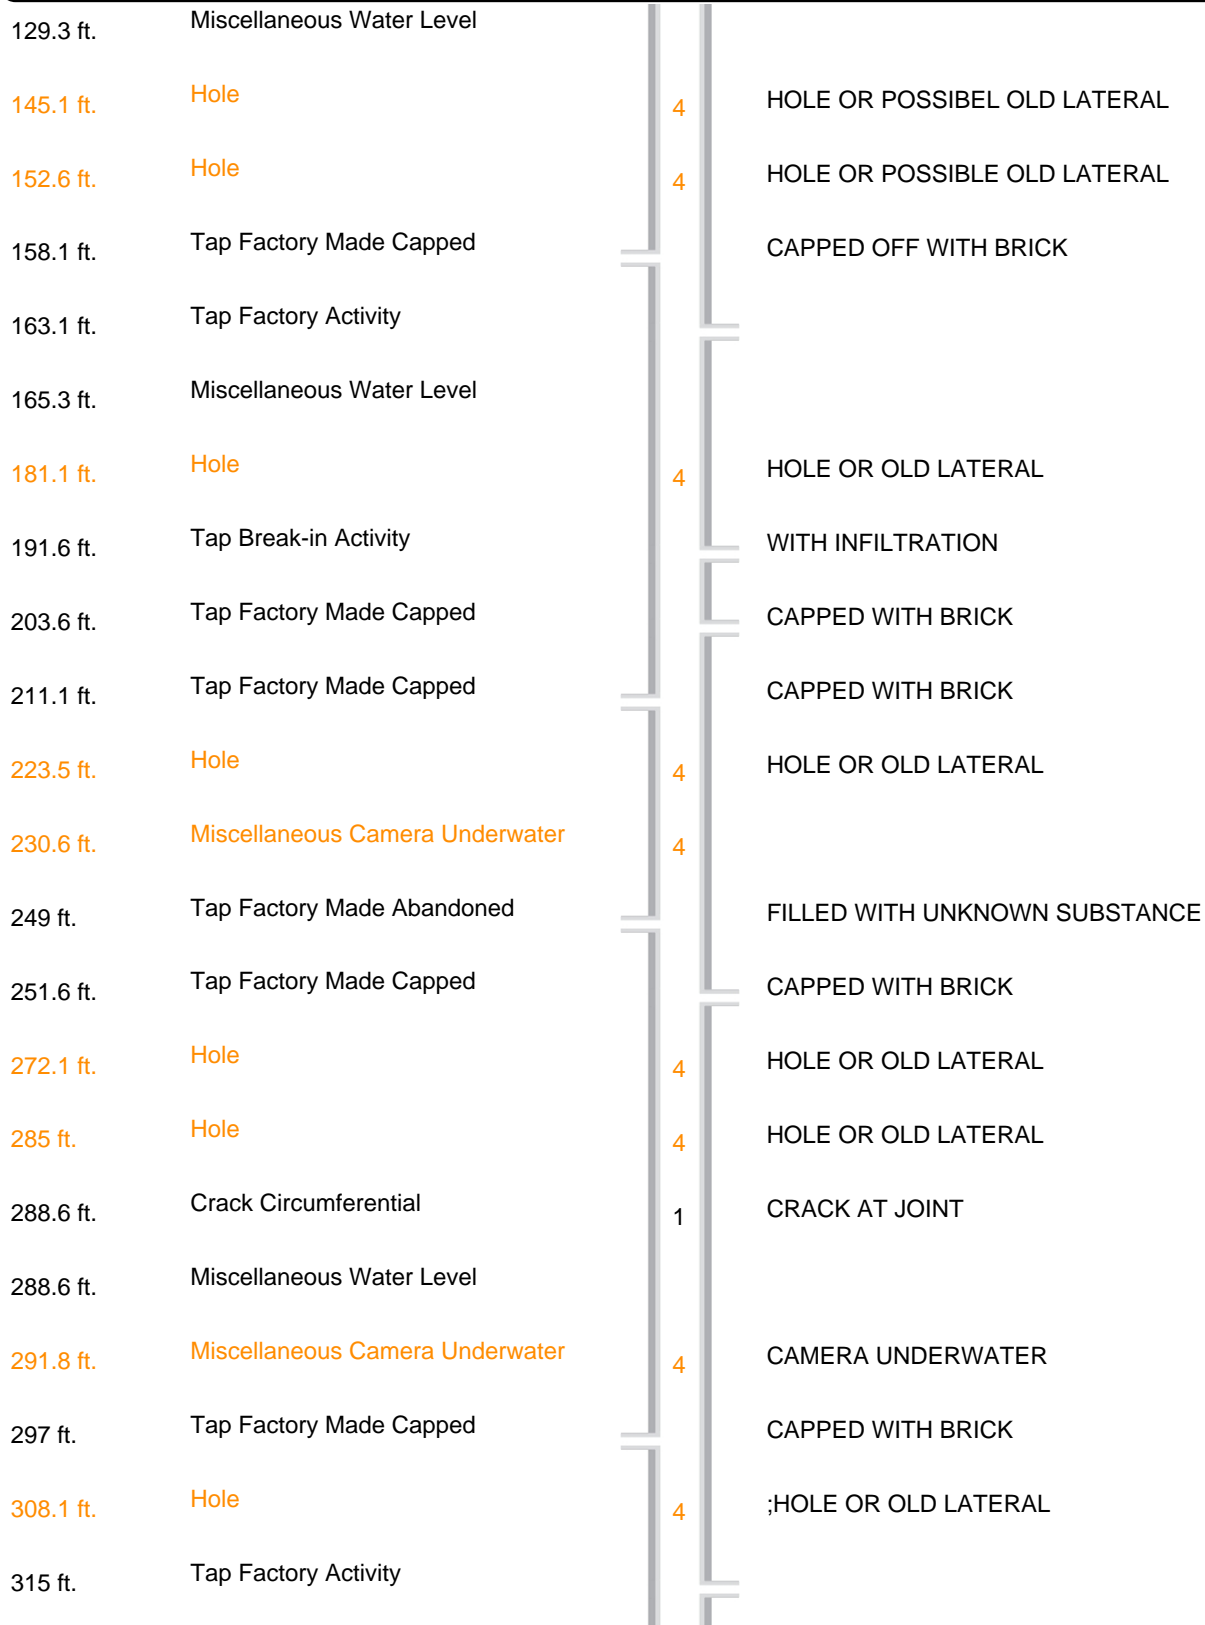 129.3 ft. Miscellaneous Water Level
145.1 ft. Hole 4 HOLE OR POSSIBEL OLD LATERAL
152.6 ft. Hole 4 HOLE OR POSSIBLE OLD LATERAL
158.1 ft. Tap Factory Made Capped CAPPED OFF WITH BRICK
163.1 ft. Tap Factory Activity
165.3 ft. Miscellaneous Water Level
181.1 ft. Hole 4 HOLE OR OLD LATERAL
191.6 ft. Tap Break-in Activity WITH INFILTRATION
203.6 ft. Tap Factory Made Capped CAPPED WITH BRICK
211.1 ft. Tap Factory Made Capped CAPPED WITH BRICK
223.5 ft. Hole 4 HOLE OR OLD LATERAL
230.6 ft. Miscellaneous Camera Underwater 4
249 ft. Tap Factory Made Abandoned FILLED WITH UNKNOWN SUBSTANCE
251.6 ft. Tap Factory Made Capped CAPPED WITH BRICK
272.1 ft. Hole 4 HOLE OR OLD LATERAL
285 ft. Hole 4 HOLE OR OLD LATERAL
288.6 ft. Crack Circumferential 1 CRACK AT JOINT
288.6 ft. Miscellaneous Water Level
291.8 ft. Miscellaneous Camera Underwater 4 CAMERA UNDERWATER
297 ft. Tap Factory Made Capped CAPPED WITH BRICK
308.1 ft. Hole 4 ;HOLE OR OLD LATERAL
315 ft. Tap Factory Activity